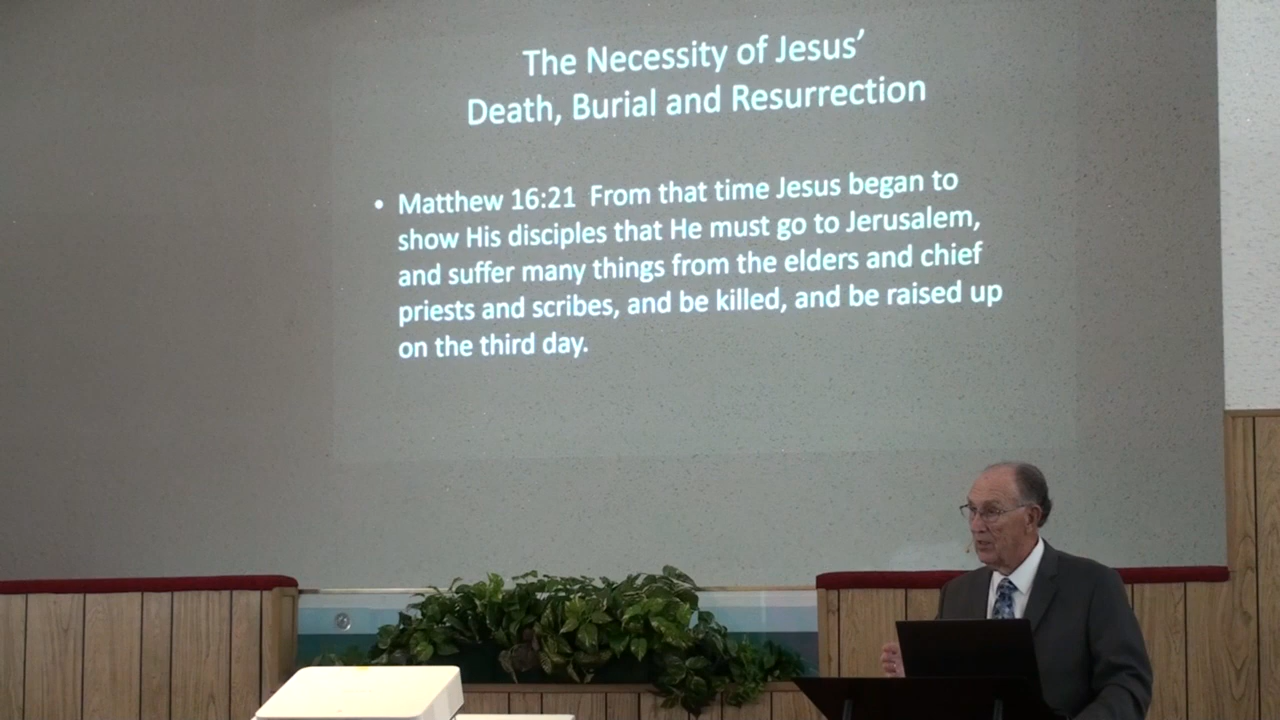 The Necessity of Jesus’
Death, Burial and Resurrection
• Matthew 16:21  From that time Jesus began to
show His disciples that He must go to Jerusalem,
and suffer many things from the elders and chief
priests and scribes, and be killed, and be raised up
on the third day.